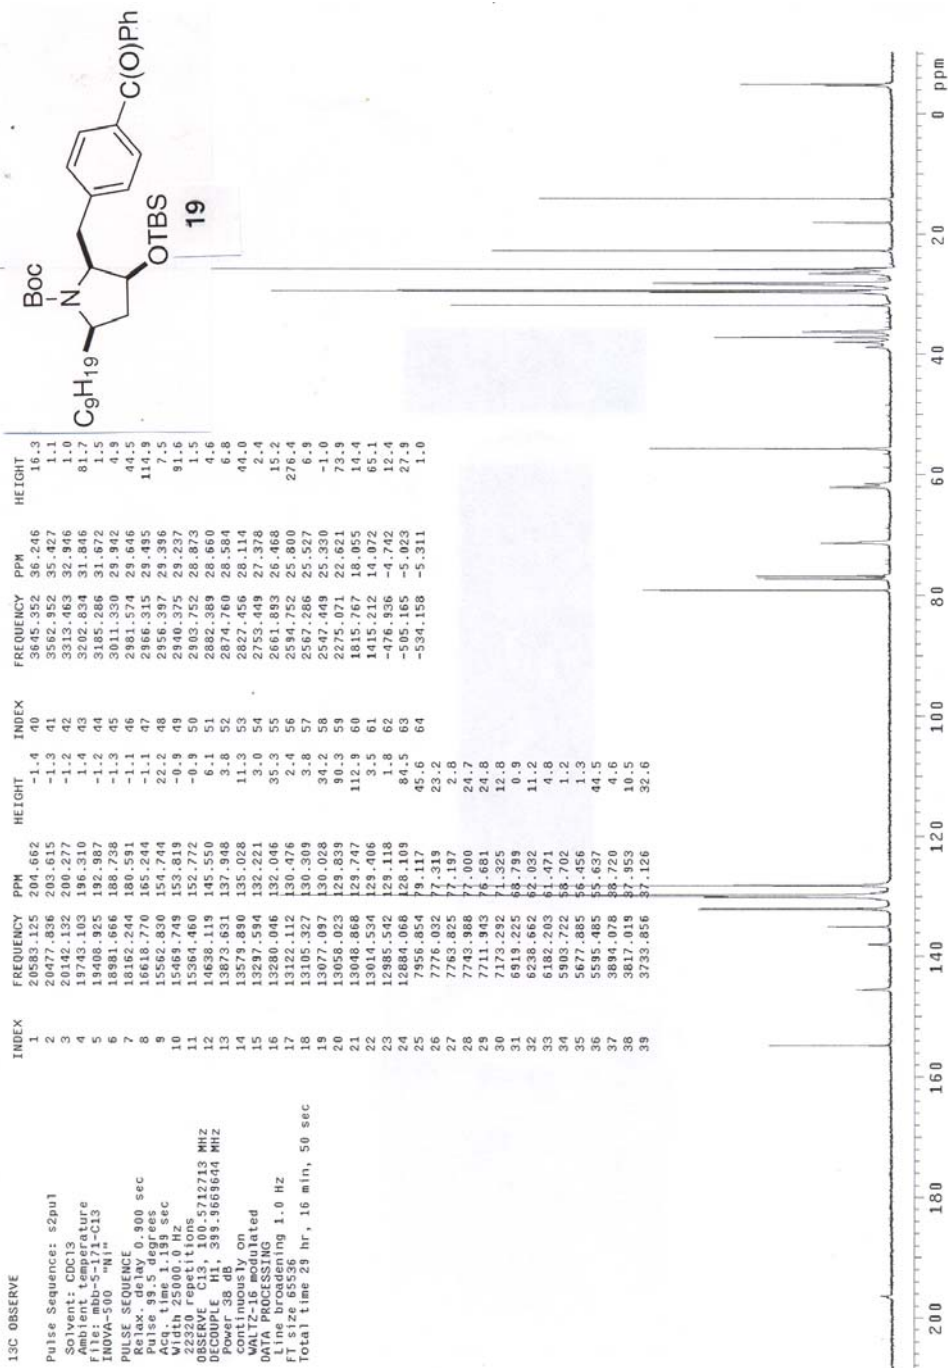 13C OBSERVE
Pulse Sequence: s2pul
Solvent: CDCl3
Ambient temperature
File: mbb-5-171-C13
INOVA-500 "N1"
PULSE SEQUENCE
Relax. delay 0.900 sec
Pulse 99.5 degrees
Acq. time 1.199 sec
Width 25000.0 Hz
22320 repetitions
OBSERVE C13, 100.5712713 MHz
DECOUPLE H1, 399.9669644 MHz
Power 38 dB
continuously on
WALTZ-16 modulated
DATA PROCESSING
Line broadening 1.0 Hz
FT size 65536
Total time 29 hr, 16 min, 50 sec
INDEX FREQUENCY PPM HEIGHT
1 20583.125 204.662 -1.4
2 20477.836 203.615 -1.3
3 20142.132 200.277 -1.2
4 19743.103 196.310 1.4
5 19408.925 192.987 -1.2
6 18981.666 188.738 -1.3
7 18162.244 180.591 -1.1
8 16618.770 165.244 -1.1
9 15562.830 154.744 22.2
10 15469.749 153.819 -0.9
11 15364.460 152.772 -0.9
12 14638.119 145.550 6.1
13 13873.631 137.948 3.8
14 13579.890 135.028 11.3
15 13297.594 132.221 3.0
16 13280.046 132.046 35.3
17 13122.112 130.476 2.4
18 13105.327 130.309 3.8
19 13077.097 130.028 34.2
20 13058.023 129.839 90.3
21 13048.868 129.747 112.9
22 13014.534 129.406 3.5
23 12985.542 129.118 1.8
24 12884.068 128.109 84.5
25 7956.854 79.117 45.6
26 7776.032 77.319 23.2
27 7763.825 77.197 2.8
28 7743.988 77.000 24.7
29 7711.943 76.681 24.8
30 7173.292 71.325 12.8
31 6919.225 68.799 0.9
32 6238.662 62.032 11.2
33 6182.203 61.471 4.8
34 5903.722 58.702 1.2
35 5677.885 56.456 1.3
36 5595.485 55.637 44.5
37 3894.078 38.720 4.6
38 3817.019 37.953 10.5
39 3733.856 37.126 32.6
INDEX FREQUENCY PPM HEIGHT
40 3645.352 36.246 16.3
41 3562.952 35.427 1.1
42 3313.463 32.946 1.0
43 3202.834 31.846 81.7
44 3185.286 31.672 1.5
45 3011.330 29.942 4.9
46 2981.574 29.646 44.5
47 2966.315 29.495 114.9
48 2956.397 29.396 7.5
49 2940.375 29.237 91.6
50 2903.752 28.873 1.5
51 2882.389 28.660 4.6
52 2874.760 28.584 6.8
53 2827.456 28.114 44.0
54 2753.449 27.378 2.4
55 2661.893 26.468 15.2
56 2594.752 25.800 276.4
57 2567.286 25.527 6.9
58 2547.449 25.330 -1.0
59 2275.071 22.621 73.9
60 1815.767 18.055 14.4
61 1415.212 14.072 65.1
62 -476.936 -4.742 12.4
63 -505.165 -5.023 27.9
64 -534.158 -5.311 1.0
Boc
N
C9H19
OTBS
C(O)Ph
19
200 180 160 140 120 100 80 60 40 20 0 ppm